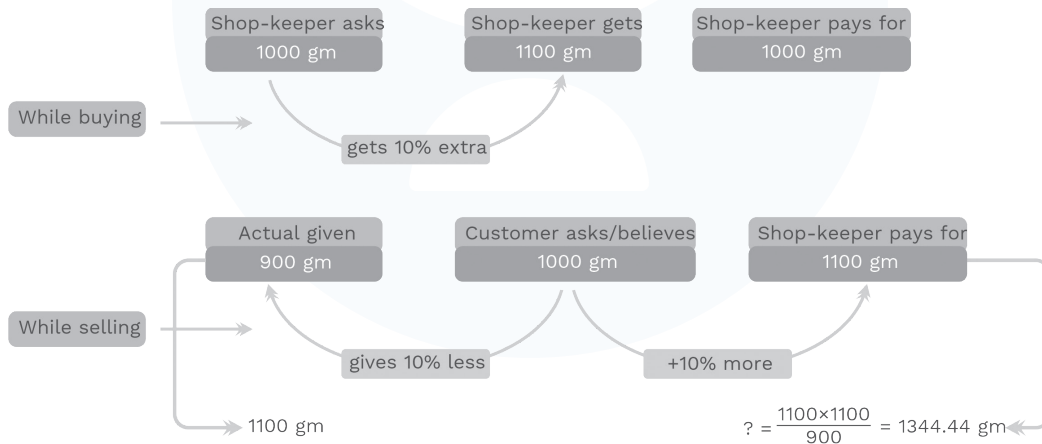 Shop-keeper asks Shop-keeper gets Shop-keeper pays for
1000 gm 1100 gm 1000 gm
While buying
gets 10% extra
Actual given Customer asks/believes Shop-keeper pays for
900 gm 1000 gm 1100 gm
While selling
gives 10% less +10% more
1100 gm ? = 1100×1100 / 900 = 1344.44 gm